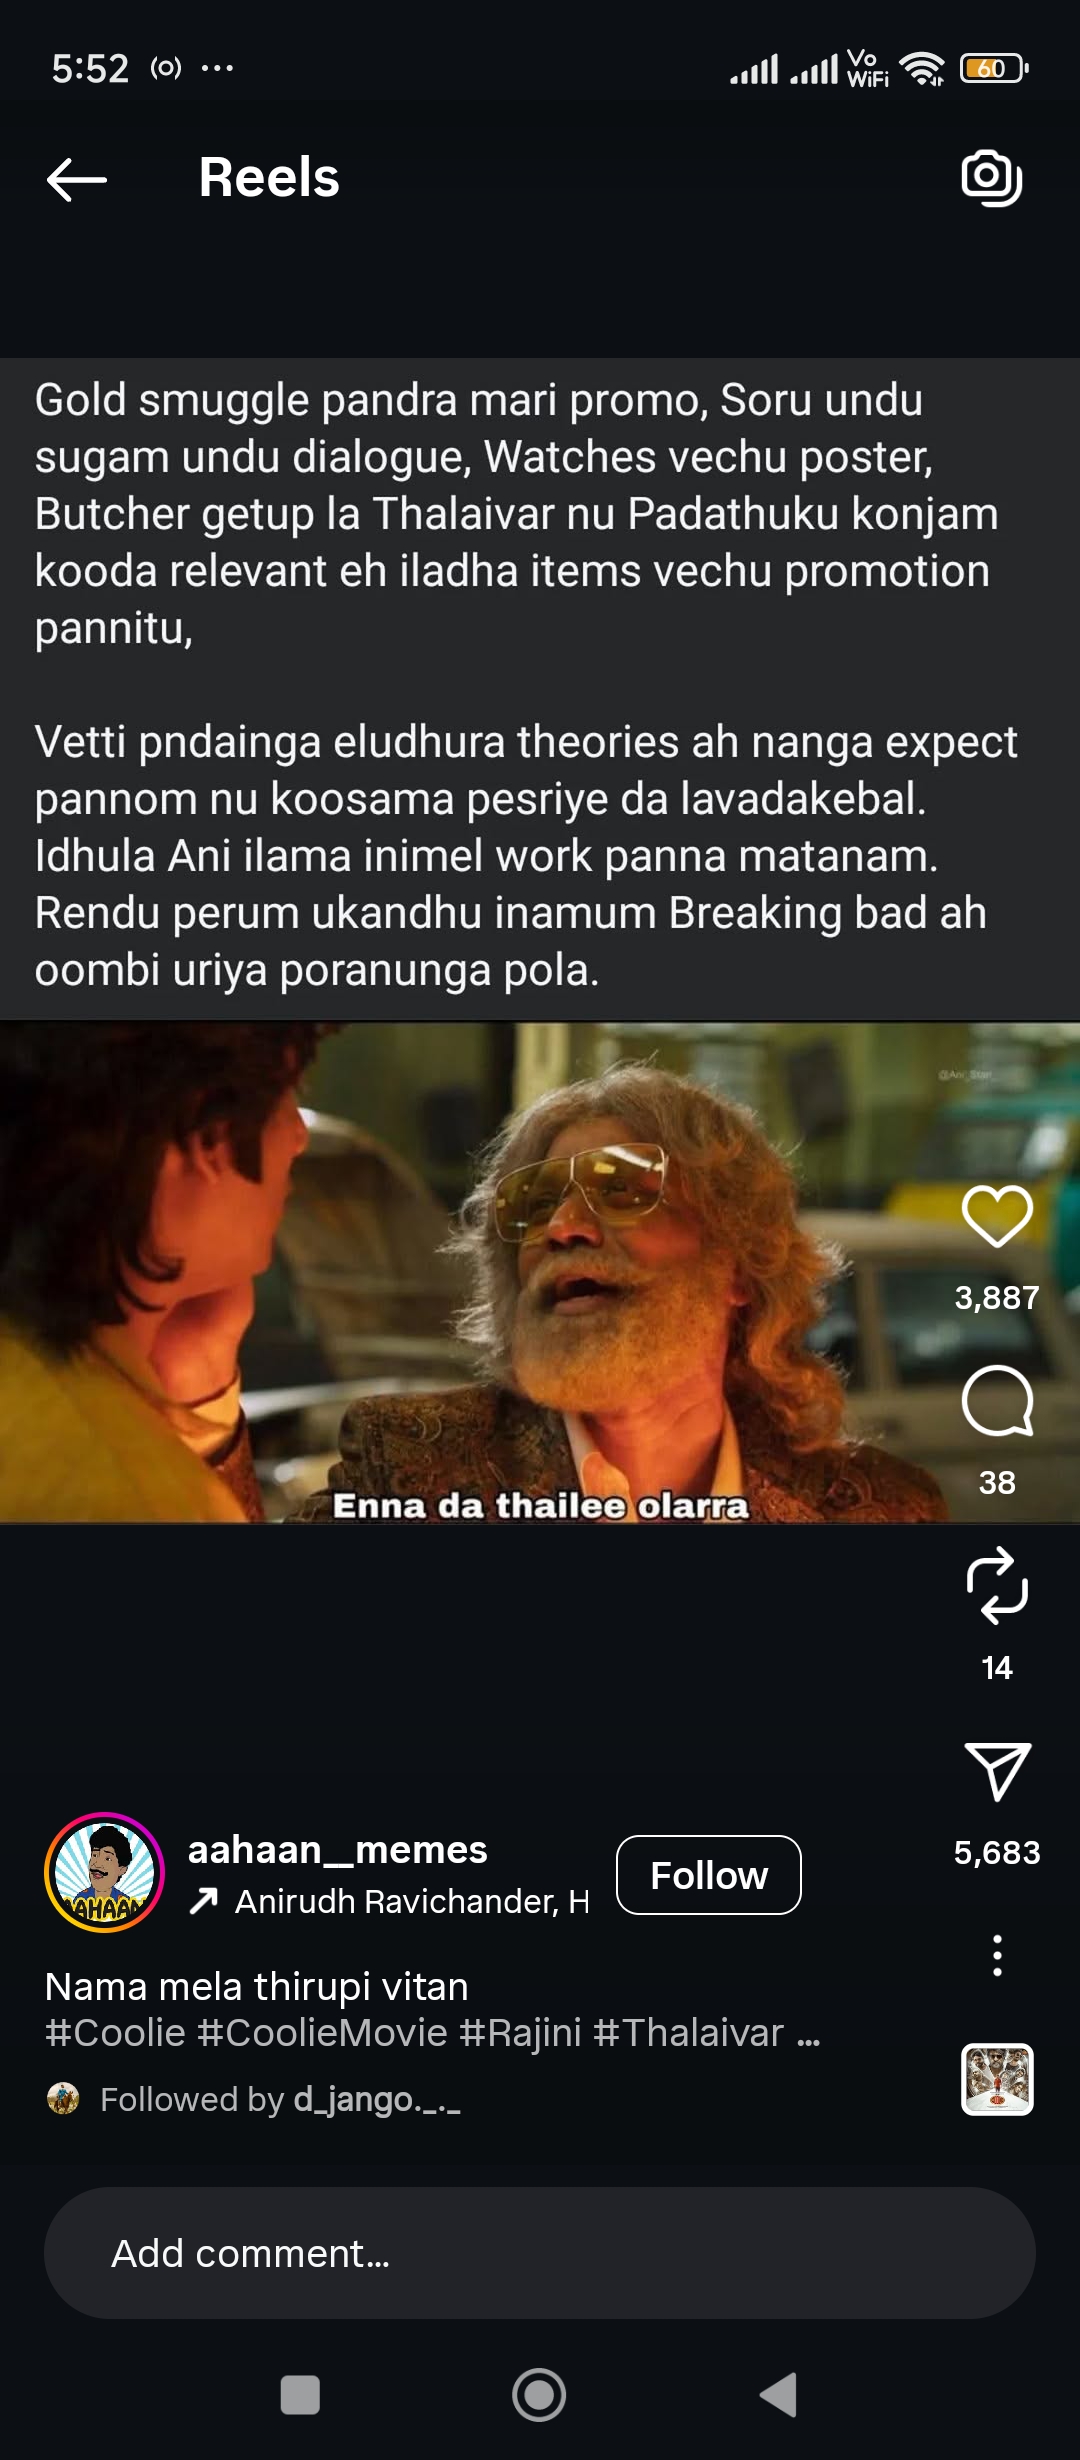 5:52
Vo
WiFi
60
Reels
Gold smuggle pandra mari promo, Soru undu
sugam undu dialogue, Watches vechu poster,
Butcher getup la Thalaivar nu Padathuku konjam
kooda relevant eh iladha items vechu promotion
pannitu,
Vetti pndainga eludhura theories ah nanga expect
pannom nu koosama pesriye da lavadakebal.
Idhula Ani ilama inimel work panna matanam.
Rendu perum ukandhu inamum Breaking bad ah
oombi uriya poranunga pola.
3,887
38
Enna da thailee olarra
14
5,683
AHAAN
aahaan__memes
Anirudh Ravichander, H
Follow
Nama mela thirupi vitan
#Coolie #CoolieMovie #Rajini #Thalaivar ...
Followed by d_jango._._
Add comment...